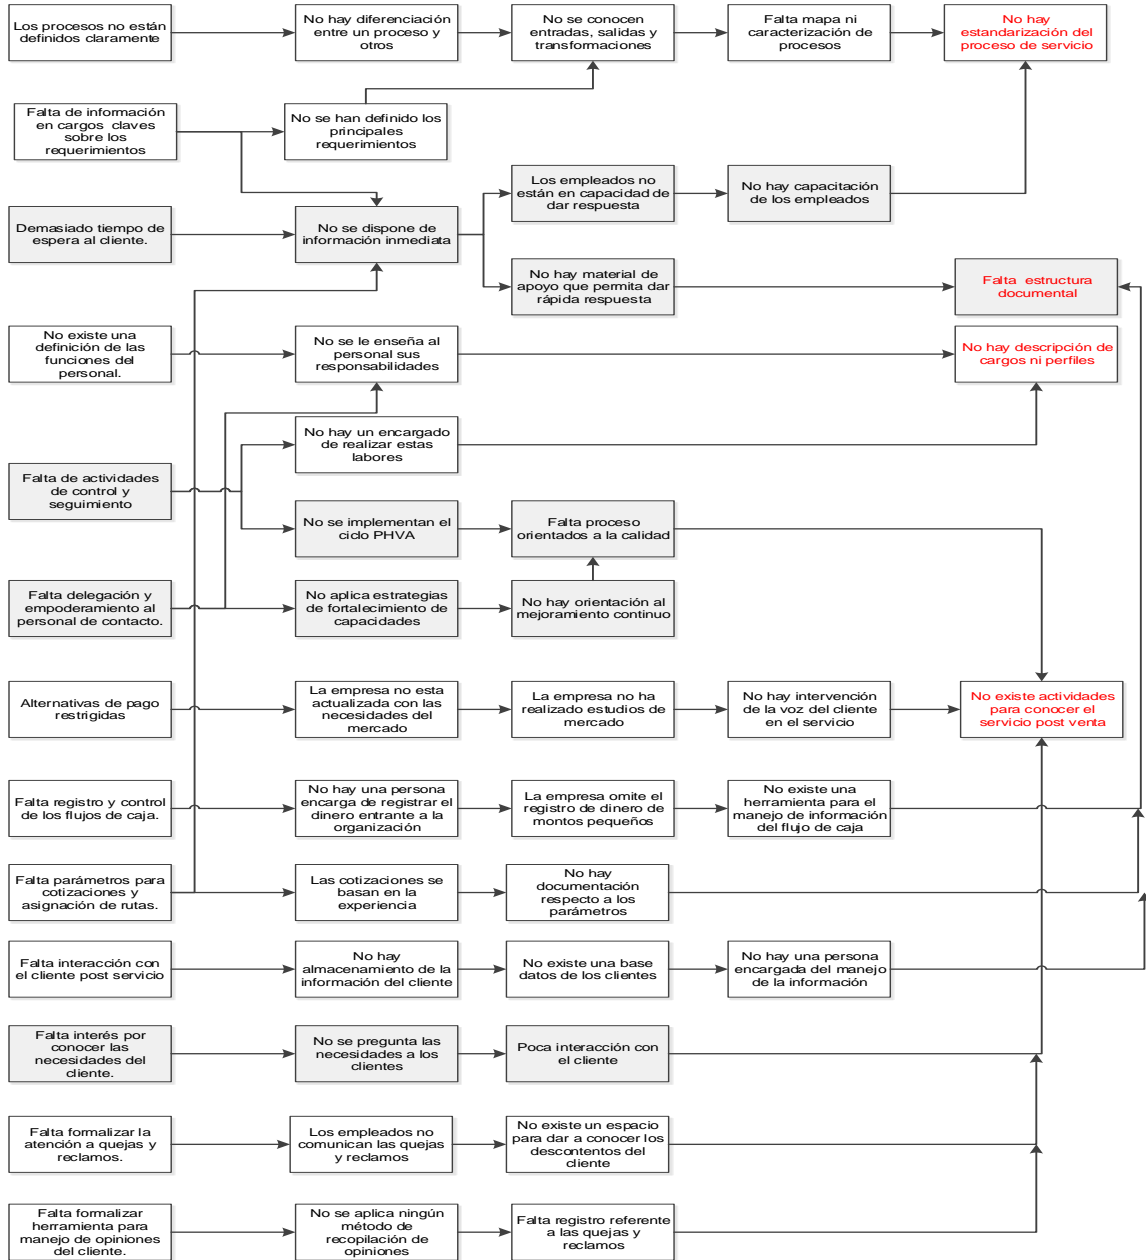 Los procesos no están
definidos claramente
No hay diferenciación
entre un proceso y
otros
No se conocen
entradas, salidas y
transformaciones
Falta mapa ni
caracterización de
procesos
No hay
estandarización del
proceso de servicio
Falta de información
en cargos claves
sobre los
requerimientos
No se han definido los
principales
requerimientos
Los empleados no
están en capacidad de
dar respuesta
No hay capacitación
de los empleados
Demasiado tiempo de
espera al cliente.
No se dispone de
información inmediata
No hay material de
apoyo que permita dar
rápida respuesta
Falta estructura
documental
No existe una
definición de las
funciones del
personal.
No se le enseña al
personal sus
responsabilidades
No hay descripción de
cargos ni perfiles
No hay un encargado
de realizar estas
labores
Falta de actividades
de control y
seguimiento
No se implementan el
ciclo PHVA
Falta proceso
orientados a la calidad
Falta delegación y
empoderamiento al
personal de contacto.
No aplica estrategias
de fortalecimiento de
capacidades
No hay orientación al
mejoramiento continuo
Alternativas de pago
restrigidas
La empresa no esta
actualizada con las
necesidades del
mercado
La empresa no ha
realizado estudios de
mercado
No hay intervención
de la voz del cliente
en el servicio
No existe actividades
para conocer el
servicio post venta
Falta registro y control
de los flujos de caja.
No hay una persona
encarga de registrar el
dinero entrante a la
organización
La empresa omite el
registro de dinero de
montos pequeños
No existe una
herramienta para el
manejo de información
del flujo de caja
Falta parámetros para
cotizaciones y
asignación de rutas.
Las cotizaciones se
basan en la
experiencia
No hay
documentación
respecto a los
parámetros
Falta interacción con
el cliente post servicio
No hay
almacenamiento de la
información del cliente
No existe una base
datos de los clientes
No hay una persona
encargada del manejo
de la información
Falta interés por
conocer las
necesidades del
cliente.
No se pregunta las
necesidades a los
clientes
Poca interacción con
el cliente
Falta formalizar la
atención a quejas y
reclamos.
Los empleados no
comunican las quejas
y reclamos
No existe un espacio
para dar a conocer los
descontentos del
cliente
Falta formalizar
herramienta para
manejo de opiniones
del cliente.
No se aplica ningún
método de
recopilación de
opiniones
Falta registro referente
a las quejas y
reclamos